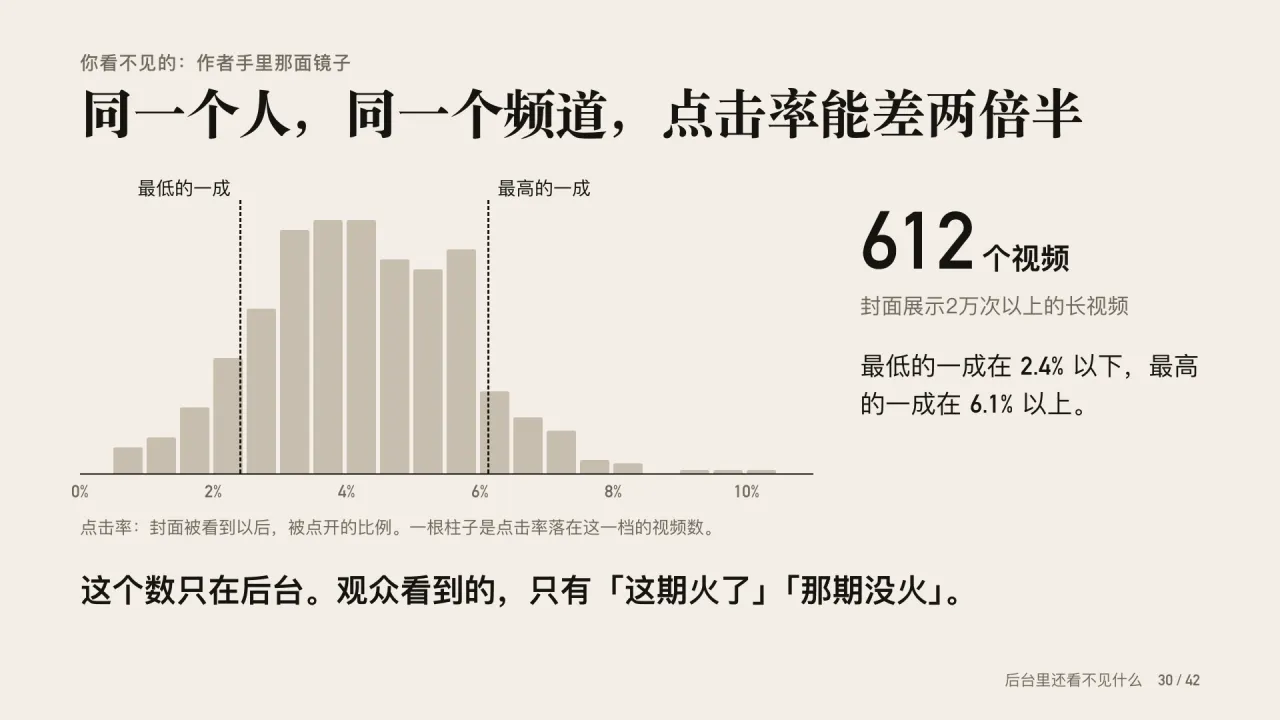 你看不见的：作者手里那面镜子
同一个人，同一个频道，点击率能差两倍半
最低的一成
最高的一成
612 个视频
封面展示2万次以上的长视频
最低的一成在 2.4% 以下，最高
的一成在 6.1% 以上。
0% 2% 4% 6% 8% 10%
点击率：封面被看到以后，被点开的比例。一根柱子是点击率落在这一档的视频数。
这个数只在后台。观众看到的，只有「这期火了」「那期没火」。
后台里还看不见什么 30 / 42